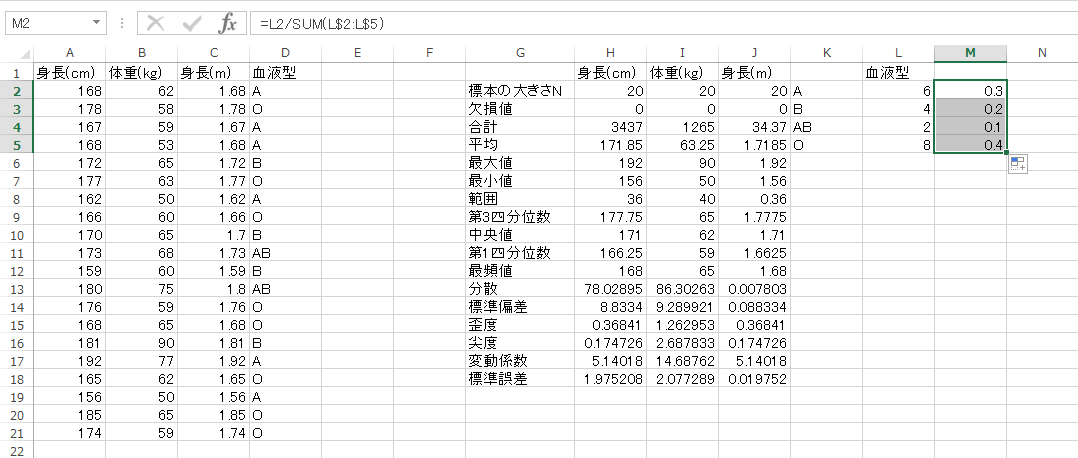 M2 =L2/SUM(L$2:L$5)
A B C D E F G H I J K L M N
1 身長(cm) 体重(kg) 身長(m) 血液型 身長(cm) 体重(kg) 身長(m) 血液型
2 168 62 1.68 A 標本の大きさN 20 20 20 A 6 0.3
3 178 58 1.78 O 欠損値 0 0 0 B 4 0.2
4 167 59 1.67 A 合計 3437 1265 34.37 AB 2 0.1
5 168 53 1.68 A 平均 171.85 63.25 1.7185 O 8 0.4
6 172 65 1.72 B 最大値 192 90 1.92
7 177 63 1.77 O 最小値 156 50 1.56
8 162 50 1.62 A 範囲 36 40 0.36
9 166 60 1.66 O 第3四分位数 177.75 65 1.7775
10 170 65 1.7 B 中央値 171 62 1.71
11 173 68 1.73 AB 第1四分位数 166.25 59 1.6625
12 159 60 1.59 B 最頻値 168 65 1.68
13 180 75 1.8 AB 分散 78.02895 86.30263 0.007803
14 176 59 1.76 O 標準偏差 8.8334 9.289921 0.088334
15 168 65 1.68 O 歪度 0.36841 1.262953 0.36841
16 181 90 1.81 B 尖度 0.174726 2.687833 0.174726
17 192 77 1.92 A 変動係数 5.14018 14.68762 5.14018
18 165 62 1.65 O 標準誤差 1.975208 2.077289 0.019752
19 156 50 1.56 A
20 185 65 1.85 O
21 174 59 1.74 O
22